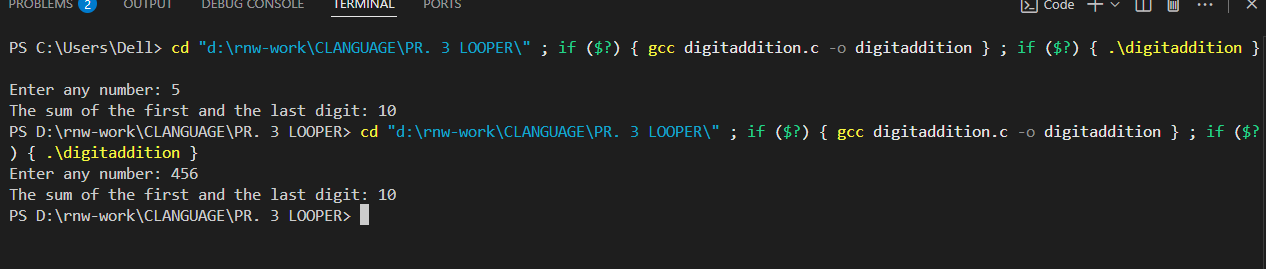 PROBLEMS 2 OUTPUT DEBUG CONSOLE TERMINAL PORTS Code
PS C:\Users\Dell> cd "d:\rnw-work\CLANGUAGE\PR. 3 LOOPER\" ; if ($?) { gcc digitaddition.c -o digitaddition } ; if ($?) { .\digitaddition }
Enter any number: 5
The sum of the first and the last digit: 10
PS D:\rnw-work\CLANGUAGE\PR. 3 LOOPER> cd "d:\rnw-work\CLANGUAGE\PR. 3 LOOPER\" ; if ($?) { gcc digitaddition.c -o digitaddition } ; if ($?
) { .\digitaddition }
Enter any number: 456
The sum of the first and the last digit: 10
PS D:\rnw-work\CLANGUAGE\PR. 3 LOOPER>